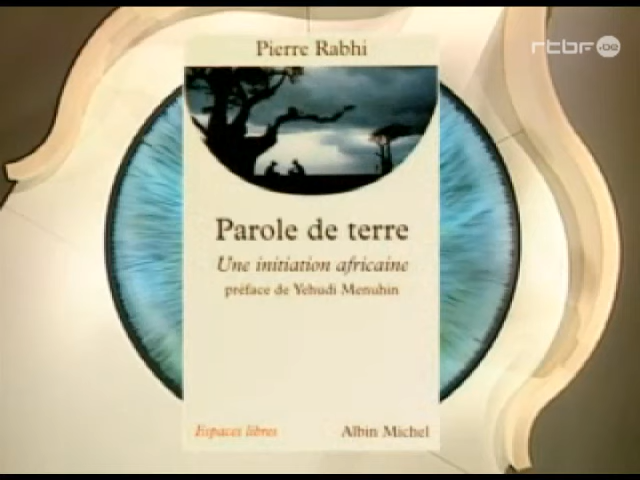 Pierre Rabhi
rtbf.be
Parole de terre
Une initiation africaine
préface de Yehudi Menuhin
Espaces libres
Albin Michel